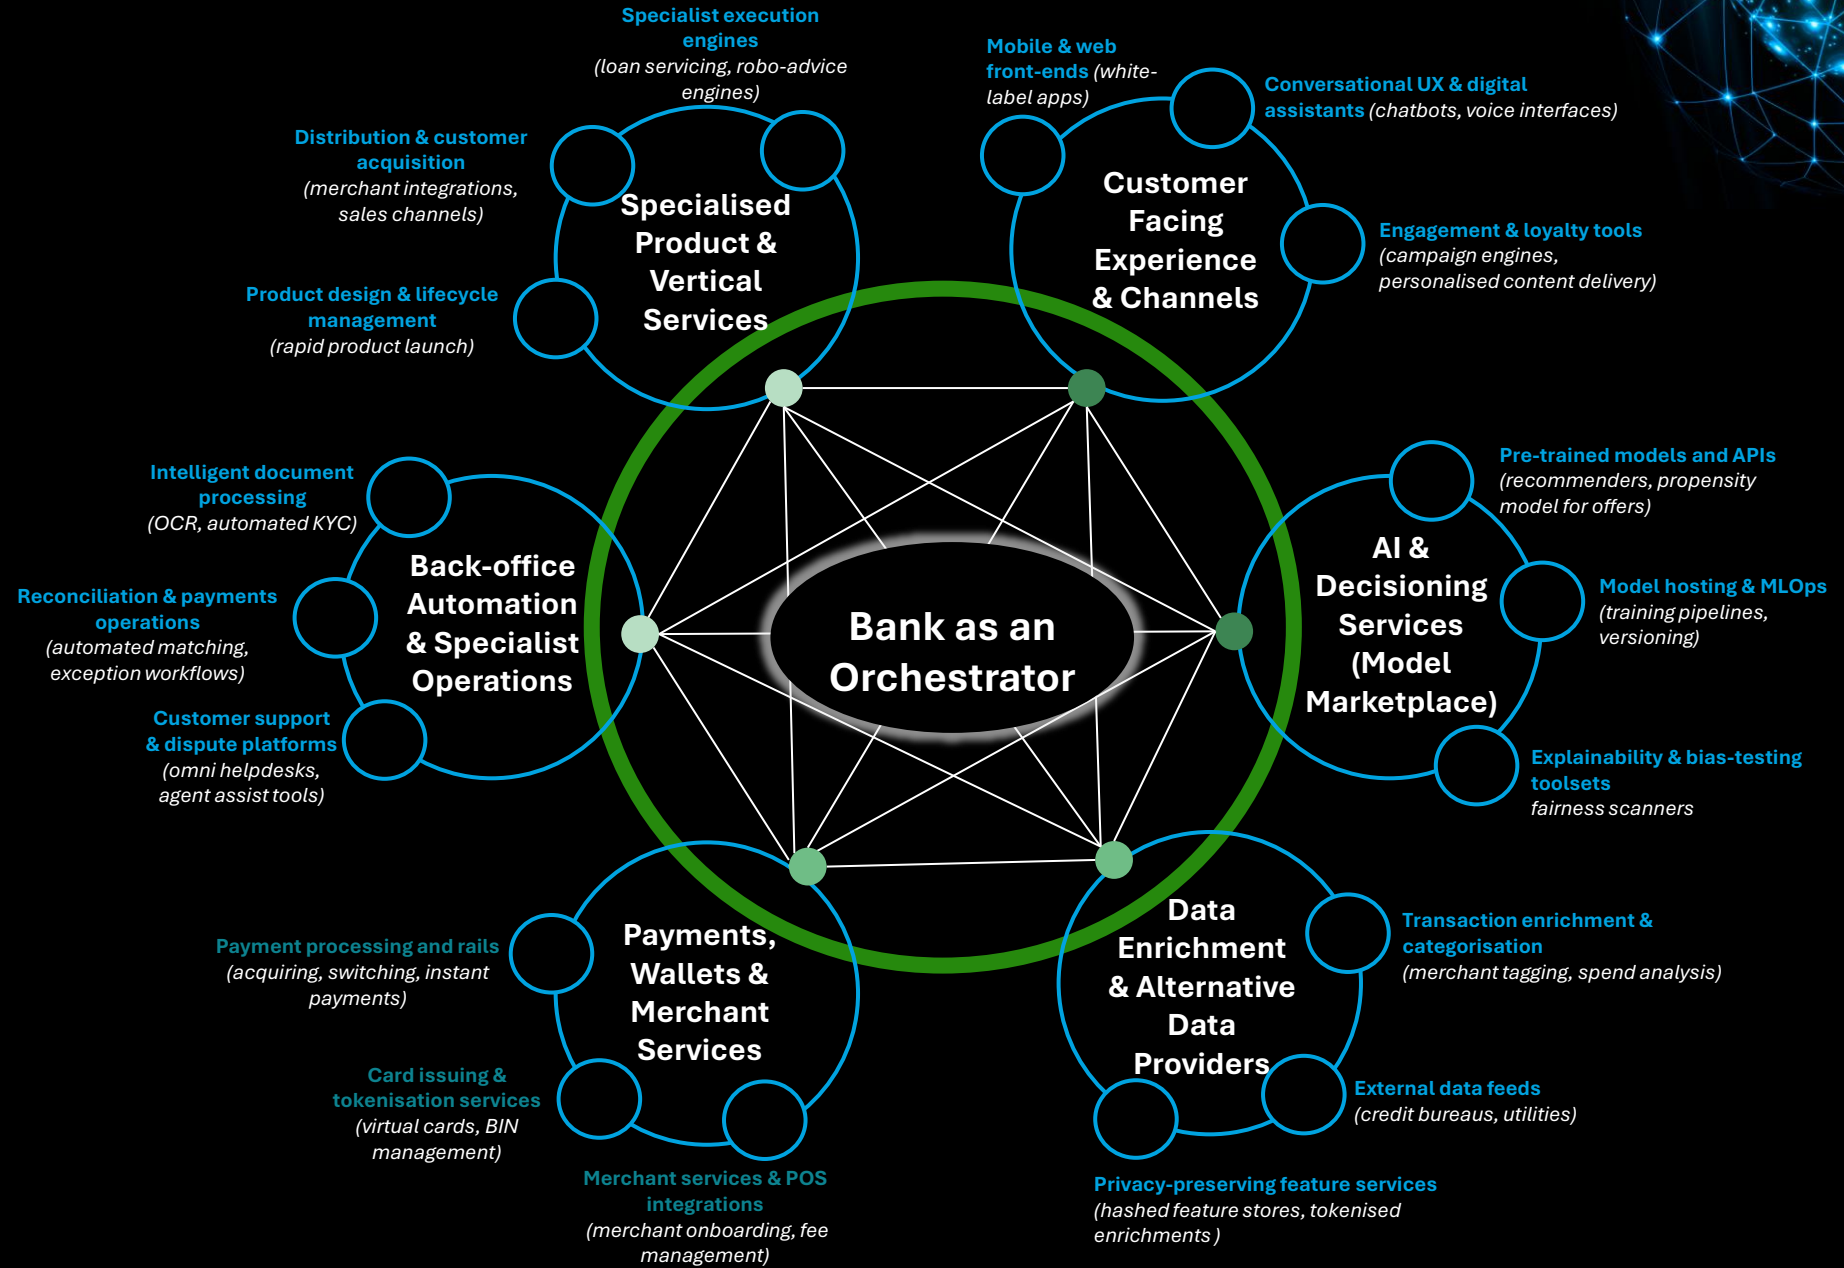 Specialist execution
engines
(loan servicing, robo-advice
engines)
Distribution & customer
acquisition
(merchant integrations,
sales channels)
Product design & lifecycle
management
(rapid product launch)
Specialised
Product &
Vertical
Services
Mobile & web
front-ends (white-
label apps)
Conversational UX & digital
assistants (chatbots, voice interfaces)
Engagement & loyalty tools
(campaign engines,
personalised content delivery)
Customer
Facing
Experience
& Channels
Intelligent document
processing
(OCR, automated KYC)
Reconciliation & payments
operations
(automated matching,
exception workflows)
Customer support
& dispute platforms
(omni helpdesks,
agent assist tools)
Back-office
Automation
& Specialist
Operations
Bank as an
Orchestrator
AI &
Decisioning
Services
(Model
Marketplace)
Pre-trained models and APIs
(recommenders, propensity
model for offers)
Model hosting & MLOps
(training pipelines,
versioning)
Explainability & bias-testing
toolsets
fairness scanners
Payments,
Wallets &
Merchant
Services
Payment processing and rails
(acquiring, switching, instant
payments)
Card issuing &
tokenisation services
(virtual cards, BIN
management)
Merchant services & POS
integrations
(merchant onboarding, fee
management)
Data
Enrichment
& Alternative
Data
Providers
Transaction enrichment &
categorisation
(merchant tagging, spend analysis)
External data feeds
(credit bureaus, utilities)
Privacy-preserving feature services
(hashed feature stores, tokenised
enrichments )